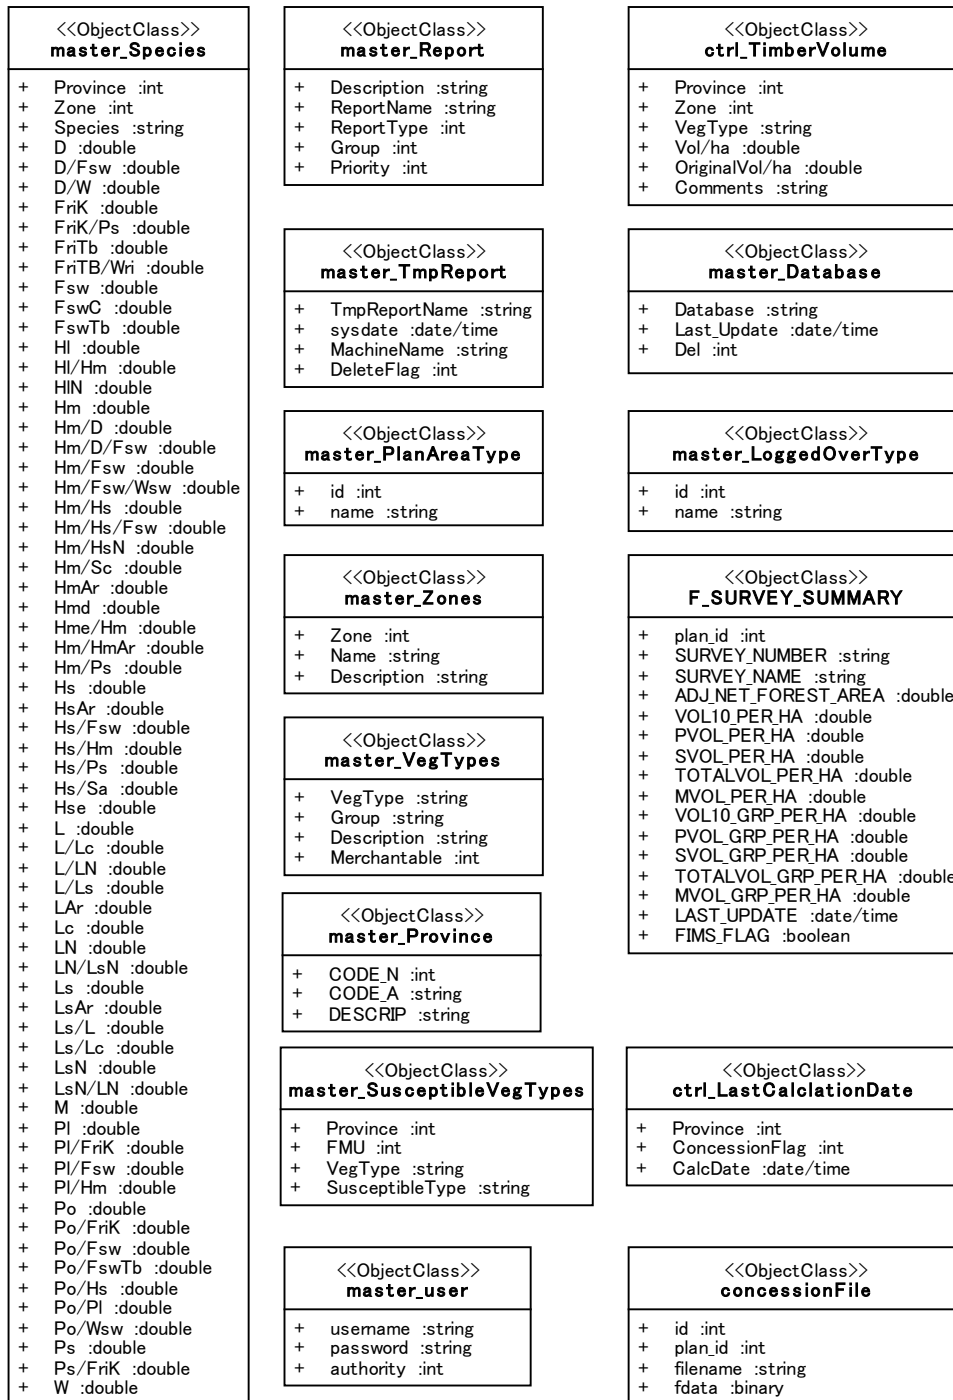 <<ObjectClass>>
master_Species
+ Province :int
+ Zone :int
+ Species :string
+ D :double
+ D/Fsw :double
+ D/W :double
+ FriK :double
+ FriK/Ps :double
+ FriTb :double
+ FriTB/Wri :double
+ Fsw :double
+ FswC :double
+ FswTb :double
+ Hl :double
+ Hl/Hm :double
+ HlN :double
+ Hm :double
+ Hm/D :double
+ Hm/D/Fsw :double
+ Hm/Fsw :double
+ Hm/Fsw/Wsw :double
+ Hm/Hs :double
+ Hm/Hs/Fsw :double
+ Hm/HsN :double
+ Hm/Sc :double
+ HmAr :double
+ Hmd :double
+ Hme/Hm :double
+ Hm/HmAr :double
+ Hm/Ps :double
+ Hs :double
+ HsAr :double
+ Hs/Fsw :double
+ Hs/Hm :double
+ Hs/Ps :double
+ Hs/Sa :double
+ Hse :double
+ L :double
+ L/Lc :double
+ L/LN :double
+ L/Ls :double
+ LAr :double
+ Lc :double
+ LN :double
+ LN/LsN :double
+ Ls :double
+ LsAr :double
+ Ls/L :double
+ Ls/Lc :double
+ LsN :double
+ LsN/LN :double
+ M :double
+ Pl :double
+ Pl/FriK :double
+ Pl/Fsw :double
+ Pl/Hm :double
+ Po :double
+ Po/FriK :double
+ Po/Fsw :double
+ Po/FswTb :double
+ Po/Hs :double
+ Po/Pl :double
+ Po/Wsw :double
+ Ps :double
+ Ps/FriK :double
+ W :double
<<ObjectClass>>
master_Report
+ Description :string
+ ReportName :string
+ ReportType :int
+ Group :int
+ Priority :int
<<ObjectClass>>
master_TmpReport
+ TmpReportName :string
+ sysdate :date/time
+ MachineName :string
+ DeleteFlag :int
<<ObjectClass>>
master_PlanAreaType
+ id :int
+ name :string
<<ObjectClass>>
master_Zones
+ Zone :int
+ Name :string
+ Description :string
<<ObjectClass>>
master_VegTypes
+ VegType :string
+ Group :string
+ Description :string
+ Merchantable :int
<<ObjectClass>>
master_Province
+ CODE_N :int
+ CODE_A :string
+ DESCRIP :string
<<ObjectClass>>
master_SusceptibleVegTypes
+ Province :int
+ FMU :int
+ VegType :string
+ SusceptibleType :string
<<ObjectClass>>
master_user
+ username :string
+ password :string
+ authority :int
<<ObjectClass>>
ctrl_TimberVolume
+ Province :int
+ Zone :int
+ VegType :string
+ Vol/ha :double
+ OriginalVol/ha :double
+ Comments :string
<<ObjectClass>>
master_Database
+ Database :string
+ Last_Update :date/time
+ Del :int
<<ObjectClass>>
master_LoggedOverType
+ id :int
+ name :string
<<ObjectClass>>
F_SURVEY_SUMMARY
+ plan_id :int
+ SURVEY_NUMBER :string
+ SURVEY_NAME :string
+ ADJ_NET_FOREST_AREA :double
+ VOL10_PER_HA :double
+ PVOL_PER_HA :double
+ SVOL_PER_HA :double
+ TOTALVOL_PER_HA :double
+ MVOL_PER_HA :double
+ VOL10_GRP_PER_HA :double
+ PVOL_GRP_PER_HA :double
+ SVOL_GRP_PER_HA :double
+ TOTALVOL_GRP_PER_HA :double
+ MVOL_GRP_PER_HA :double
+ LAST_UPDATE :date/time
+ FIMS_FLAG :boolean
<<ObjectClass>>
ctrl_LastCalclationDate
+ Province :int
+ ConcessionFlag :int
+ CalcDate :date/time
<<ObjectClass>>
concessionFile
+ id :int
+ plan_id :int
+ filename :string
+ fdata :binary